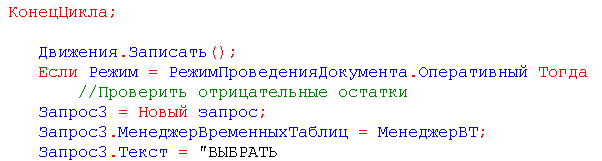 КонецЦикла;
Движения.Записать();
Если Режим = РежимПроведенияДокумента.Оперативный Тогда
//Проверить отрицательные остатки
Запрос3 = Новый запрос;
Запрос3.МенеджерВременныхТаблиц = МенеджерВТ;
Запрос3.Текст = "ВЫБРАТЬ